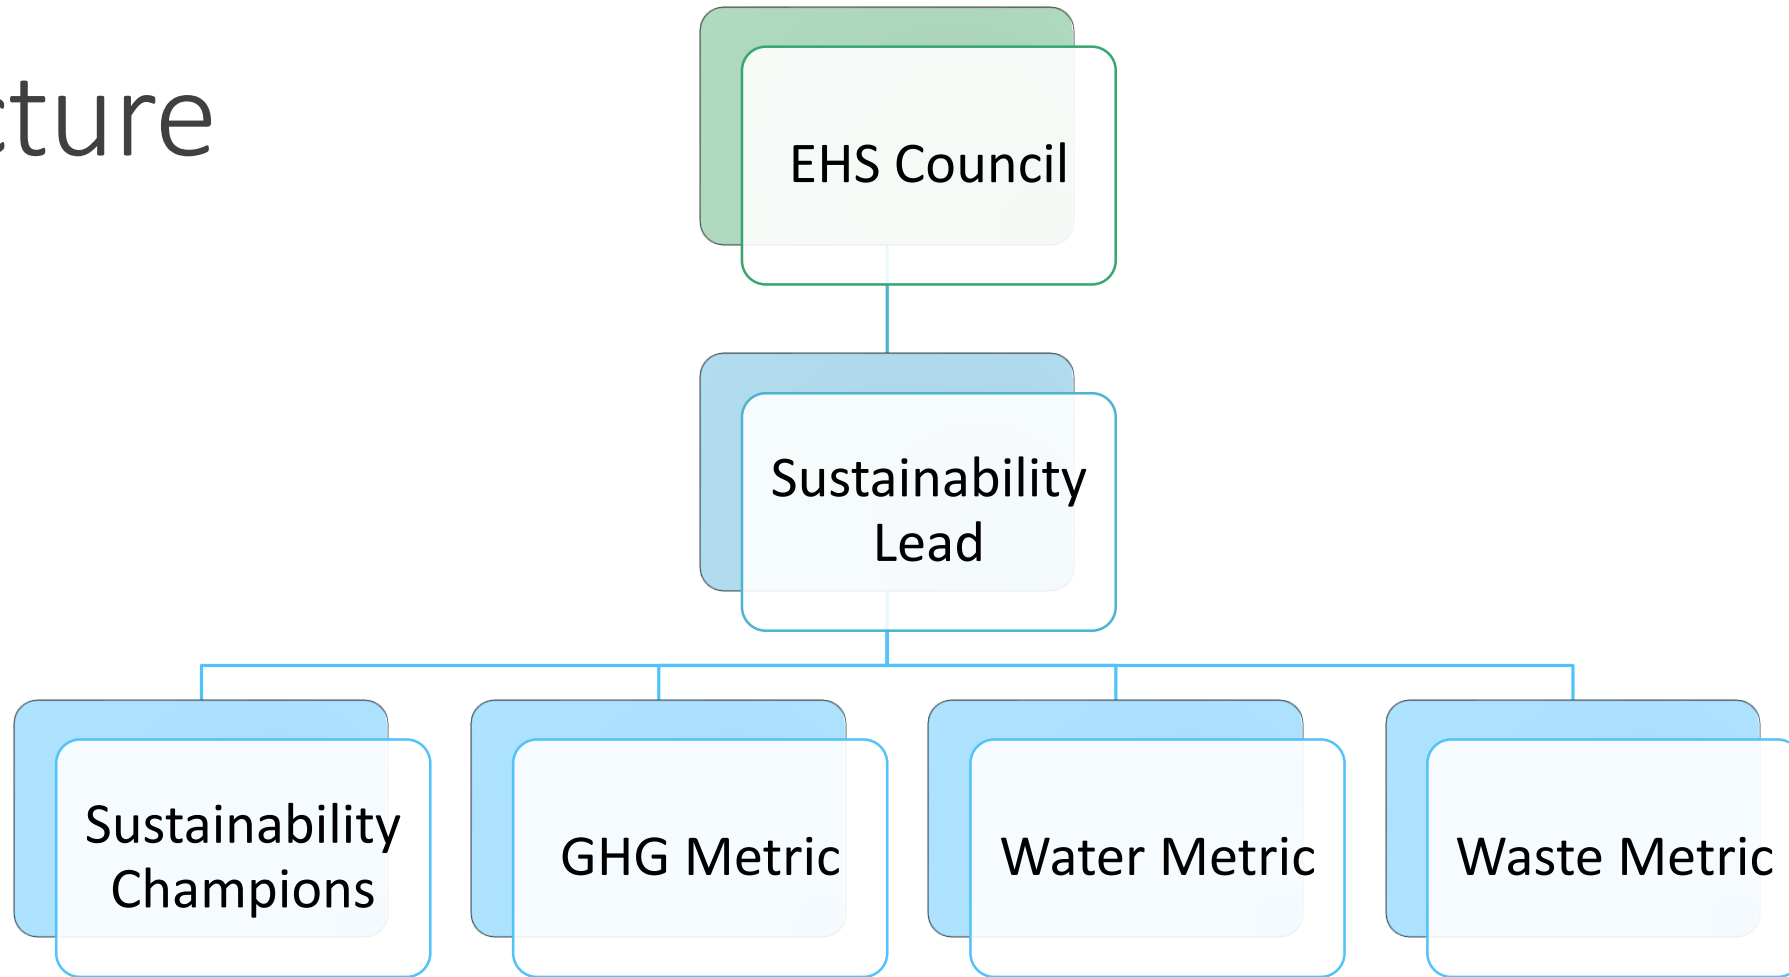 cture
EHS Council
Sustainability
Lead
Sustainability
Champions
GHG Metric
Water Metric
Waste Metric